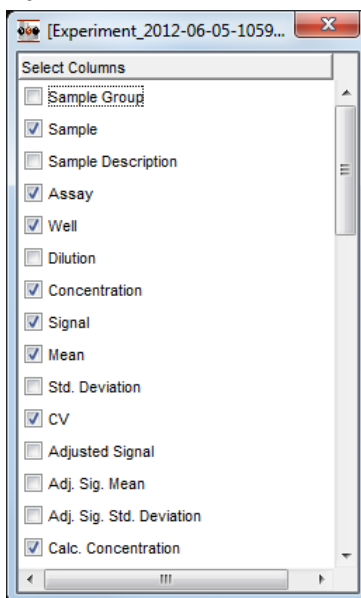 [Experiment_2012-06-05-1059...
Select Columns
Sample Group
Sample
Sample Description
Assay
Well
Dilution
Concentration
Signal
Mean
Std. Deviation
CV
Adjusted Signal
Adj. Sig. Mean
Adj. Sig. Std. Deviation
Calc. Concentration